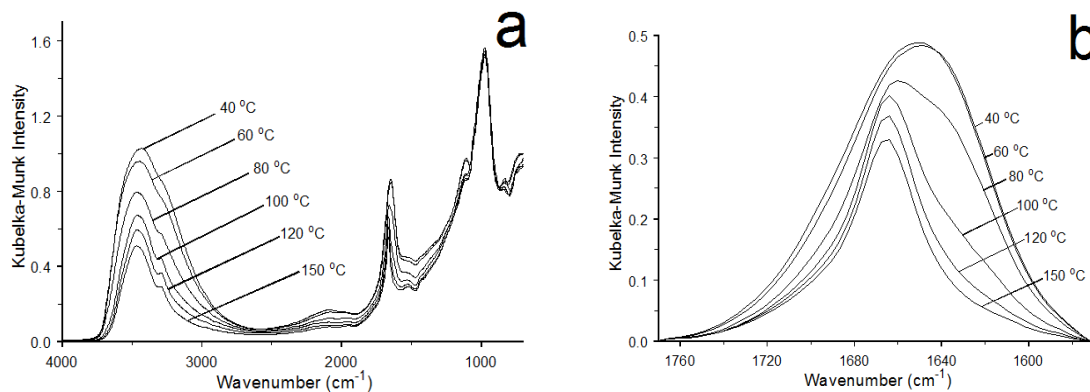 a
Kubelka-Munk Intensity
1.6
1.2
0.8
0.4
0.0
40 °C
60 °C
80 °C
100 °C
120 °C
150 °C
4000
3000
2000
1000
Wavenumber (cm⁻¹)
b
Kubelka-Munk Intensity
0.5
0.4
0.3
0.2
0.1
0.0
40 °C
60 °C
80 °C
100 °C
120 °C
150 °C
1760
1720
1680
1640
1600
Wavenumber (cm⁻¹)